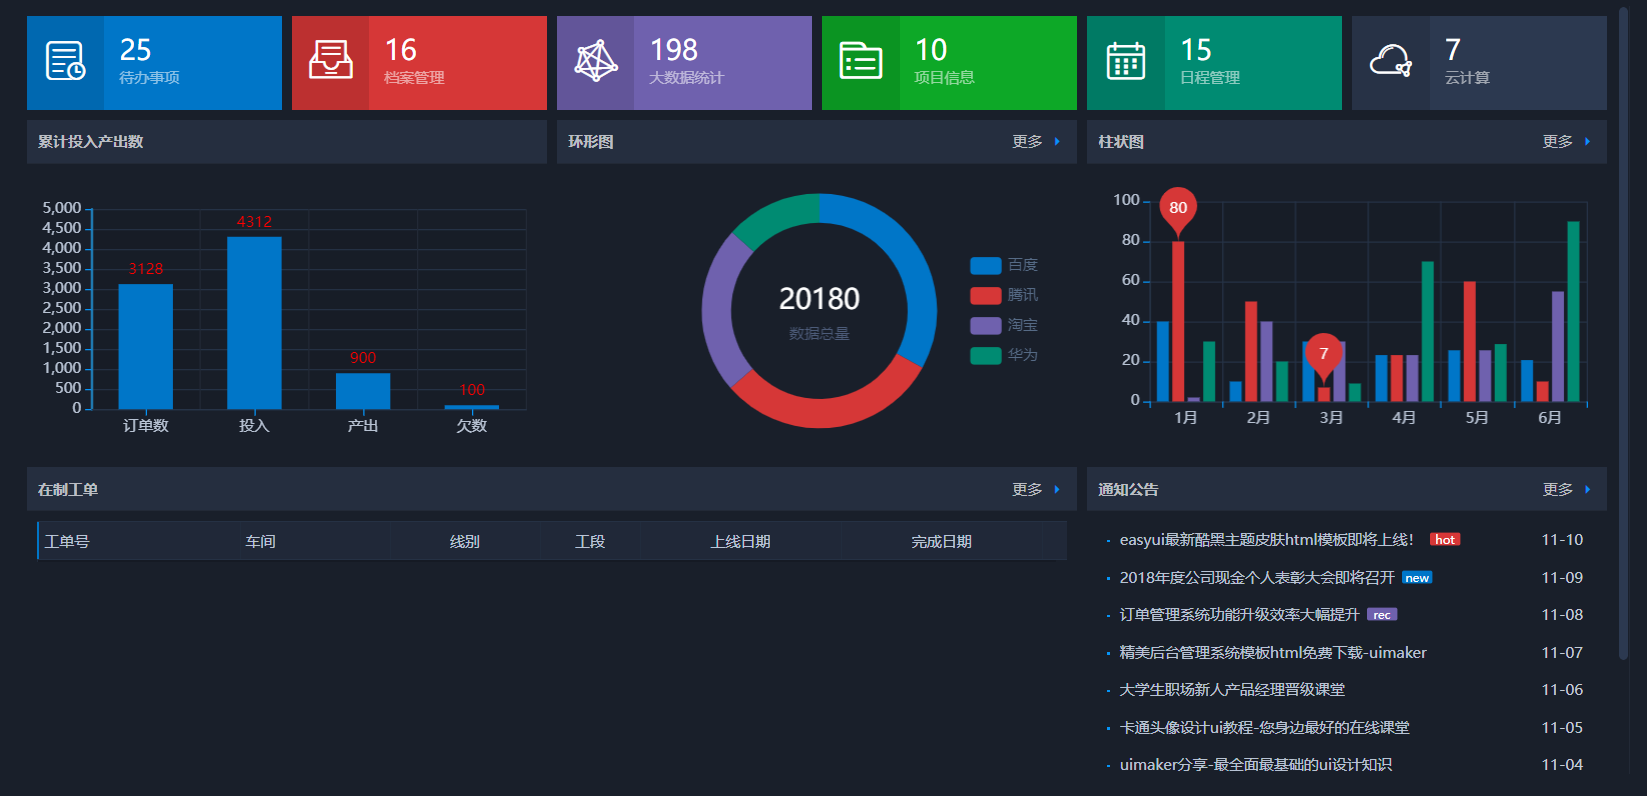 25
待办事项
16
档案管理
198
大数据统计
10
项目信息
15
日程管理
7
云计算
累计投入产出数
环形图 更多
柱状图 更多
5,000
4,500
4,000
3,500
3,000
2,500
2,000
1,500
1,000
500
0
3128
4312
900
100
订单数 投入 产出 欠数
20180
数据总量
百度
腾讯
淘宝
华为
100
80
60
40
20
0
80
7
1月 2月 3月 4月 5月 6月
在制工单 更多
工单号 车间 线别 工段 上线日期 完成日期
通知公告 更多
easyui最新酷黑主题皮肤html模板即将上线！ hot 11-10
2018年度公司现金个人表彰大会即将召开 new 11-09
订单管理系统功能升级效率大幅提升 rec 11-08
精美后台管理系统模板html免费下载-uimaker 11-07
大学生职场新人产品经理晋级课堂 11-06
卡通头像设计ui教程-您身边最好的在线课堂 11-05
uimaker分享-最全面最基础的ui设计知识 11-04